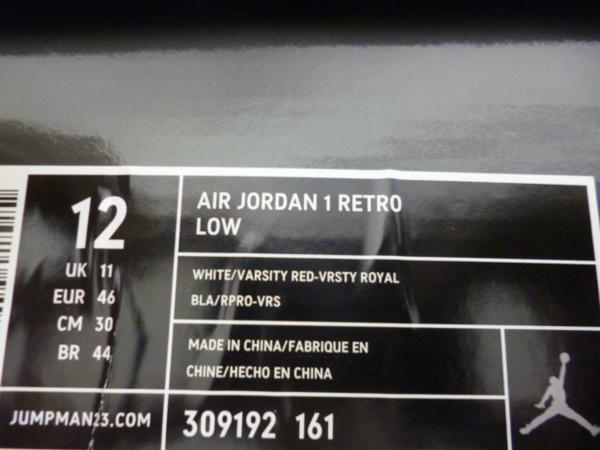 12
UK 11
EUR 46
CM 30
BR 44
JUMPMAN23.COM
AIR JORDAN 1 RETRO
LOW
WHITE/VARSITY RED-VRSTY ROYAL
BLA/RPRO-VRS
MADE IN CHINA/FABRIQUE EN
CHINE/HECHO EN CHINA
309192 161